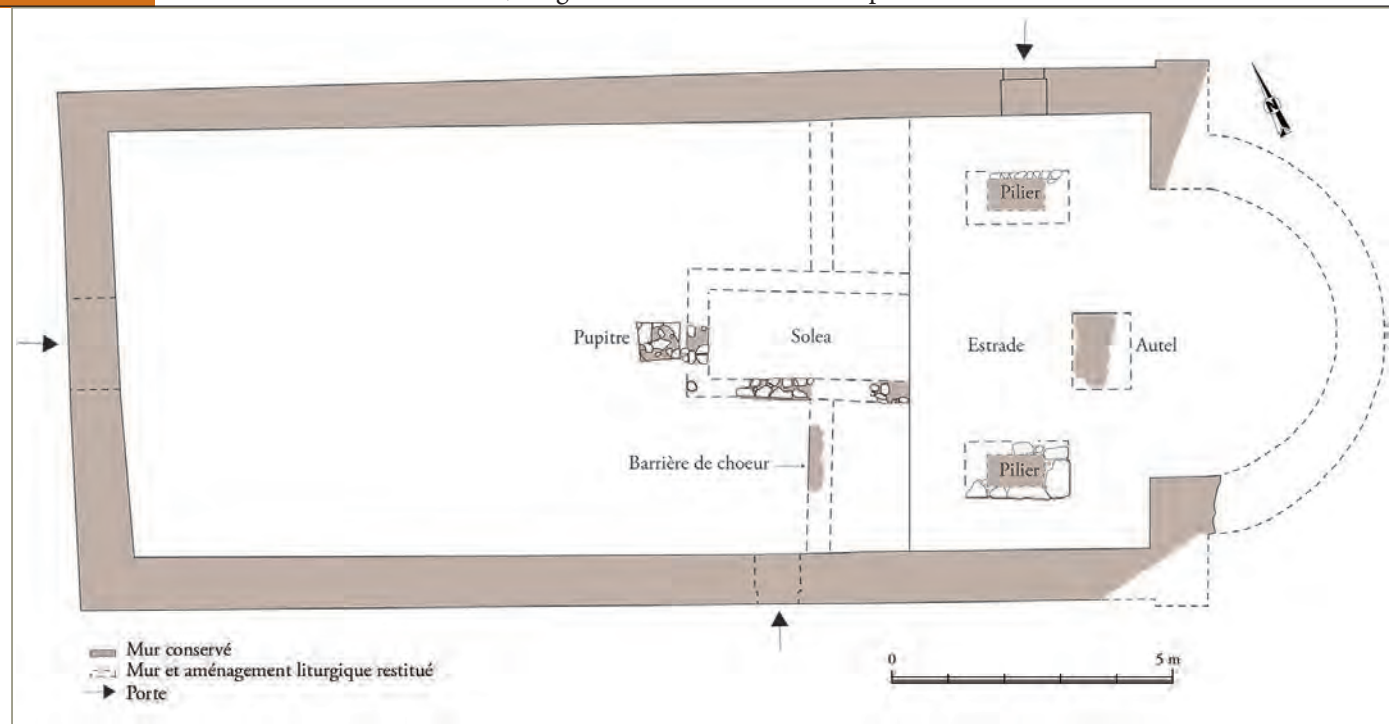 N
Pilier
Pupitre
Solea
Estrade
Autel
Barrière de choeur
Pilier
Mur conservé
Mur et aménagement liturgique restitué
Porte
0
5 m